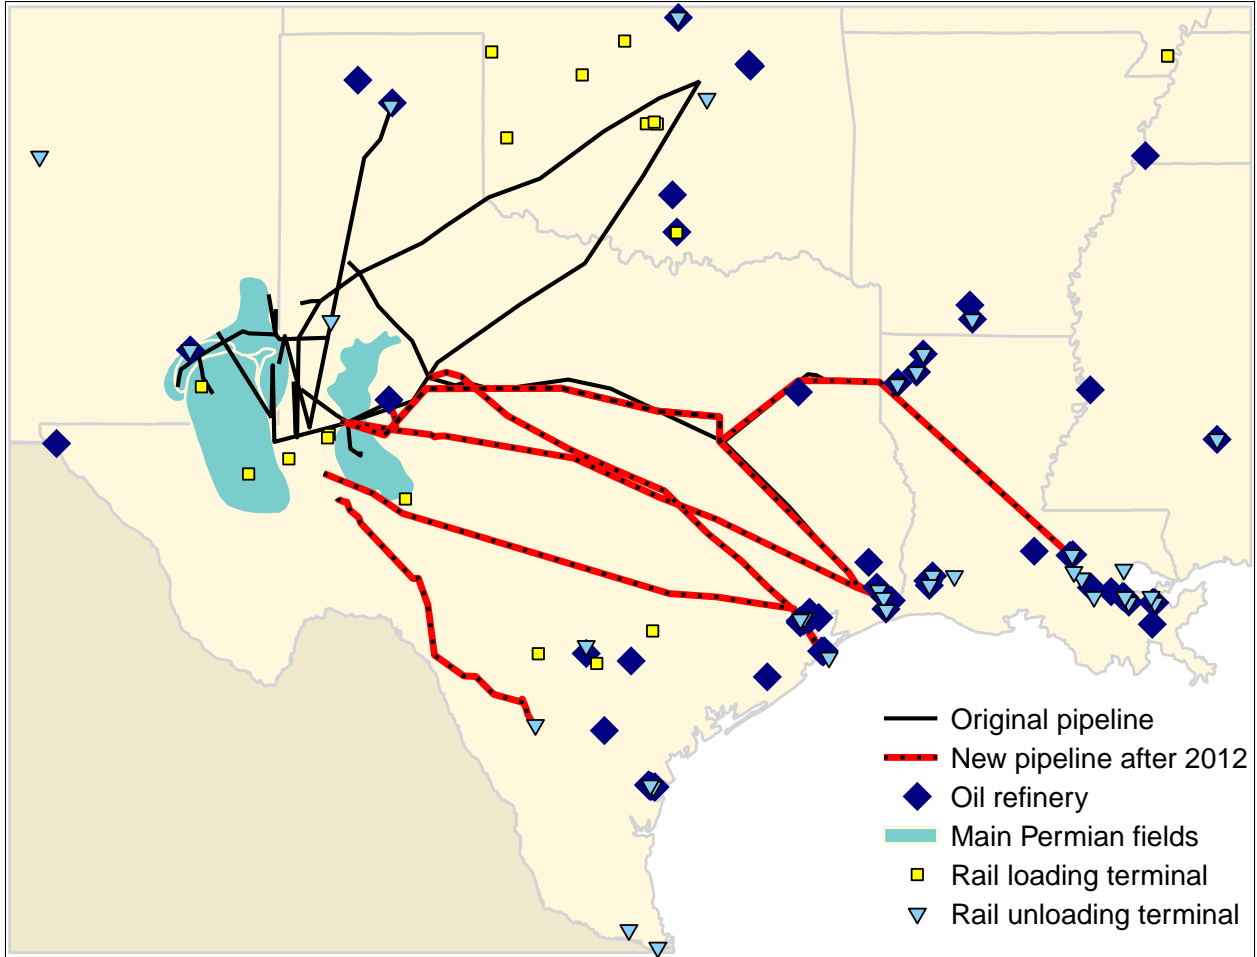 Original pipeline
New pipeline after 2012
Oil refinery
Main Permian fields
Rail loading terminal
Rail unloading terminal